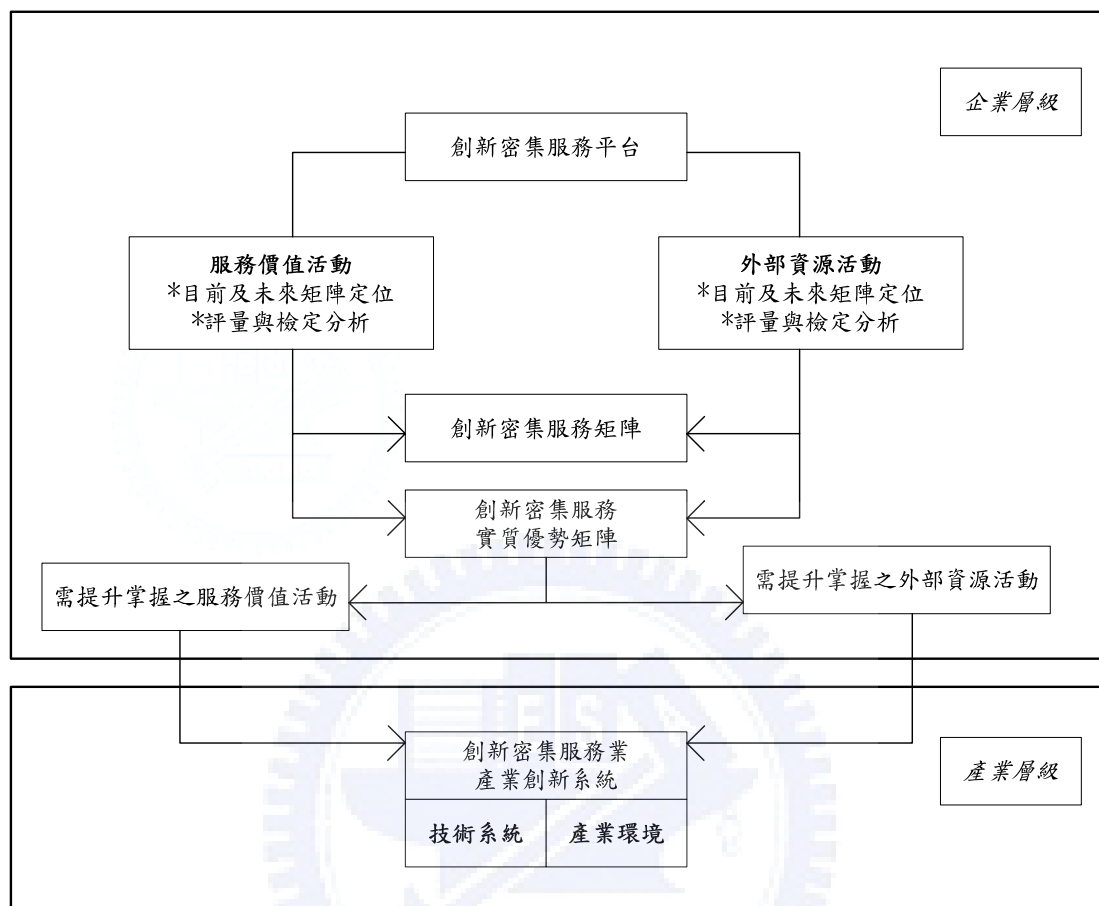 企業層級
創新密集服務平台
服務價值活動
*目前及未來矩陣定位
*評量與檢定分析
外部資源活動
*目前及未來矩陣定位
*評量與檢定分析
創新密集服務矩陣
創新密集服務
實質優勢矩陣
需提升掌握之服務價值活動
需提升掌握之外部資源活動
創新密集服務業
產業創新系統
產業層級
技術系統
產業環境